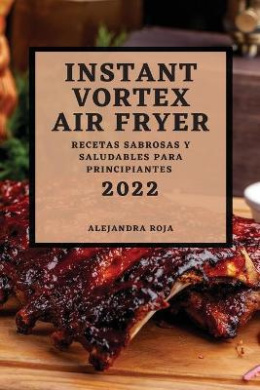 INSTANT
VORTEX
AIR FRYER
RECETAS SABROSAS Y
SALUDABLES PARA
PRINCIPIANTES
2022
ALEJANDRA ROJA